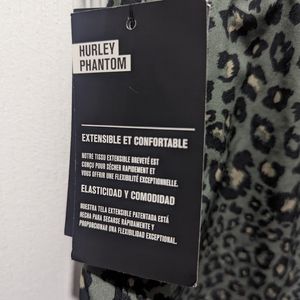 HURLEY
PHANTOM
EXTENSIBLE ET CONFORTABLE
NOTRE TISSU EXTENSIBLE BREVETÉ EST
CONÇU POUR SÉCHER RAPIDEMENT ET
VOUS OFFRIR UNE FLEXIBILITÉ EXCEPTIONNELLE.
ELASTICIDAD Y COMODIDAD
NUESTRA TELA EXTENSIBLE PATENTADA ESTÁ
HECHA PARA SECARSE RÁPIDAMENTE Y
PROPORCIONAR UNA FLEXIBILIDAD EXCEPCIONAL.